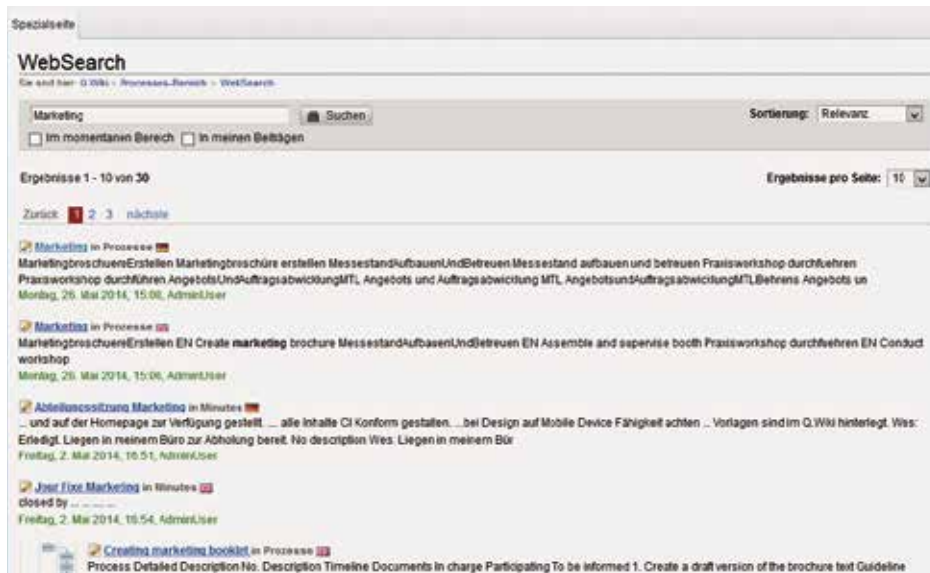 Spezialseite
WebSearch
Sie sind hier: Q.Wiki > Prozesse-Bereich > WebSearch
Marketing Suchen Sortierung: Relevanz
Im momentanen Bereich In meinen Beiträgen
Ergebnisse 1 - 10 von 30 Ergebnisse pro Seite: 10
Zurück 1 2 3 nächste
Marketing in Prozesse
MarketingbroschuereErstellen Marketingbroschüre erstellen MessestandAufbauenUndBetreuen Messestand aufbauen und betreuen Praxisworkshop durchfuehren
Praxisworkshop durchführen AngebotsUndAuftragsabwicklungMTL Angebots und Auftragsabwicklung MTL AngebotsundAuftragsabwicklungMTLBehrens Angebots un
Montag, 26. Mai 2014, 15:06, AdminUser
Marketing in Prozesse
MarketingbroschuereErstellen EN Create marketing brochure MessestandAufbauenUndBetreuen EN Assemble and supervise booth Praxisworkshop durchfuehren EN Conduct
workshop
Montag, 26. Mai 2014, 15:06, AdminUser
Abteilungssitzung Marketing in Minutes
... und auf der Homepage zur Verfügung gestellt. ... alle Inhalte CI Konform gestalten. ...bei Design auf Mobile Device Fähigkeit achten ... Vorlagen sind im Q.Wiki hinterlegt. Wes:
Erledigt. Liegen in meinem Büro zur Abholung bereit. No description Wes. Liegen in meinem Bür
Freitag, 2. Mai 2014, 16:51, AdminUser
Jour Fixe Marketing in Minutes
closed by ... ... ... ...
Freitag, 2. Mai 2014, 16:54, AdminUser
Creating marketing booklet in Prozesse
Process Detailed Description No. Description Timeline Documents In charge Participating To be informed 1. Create a draft version of the brochure text Guideline